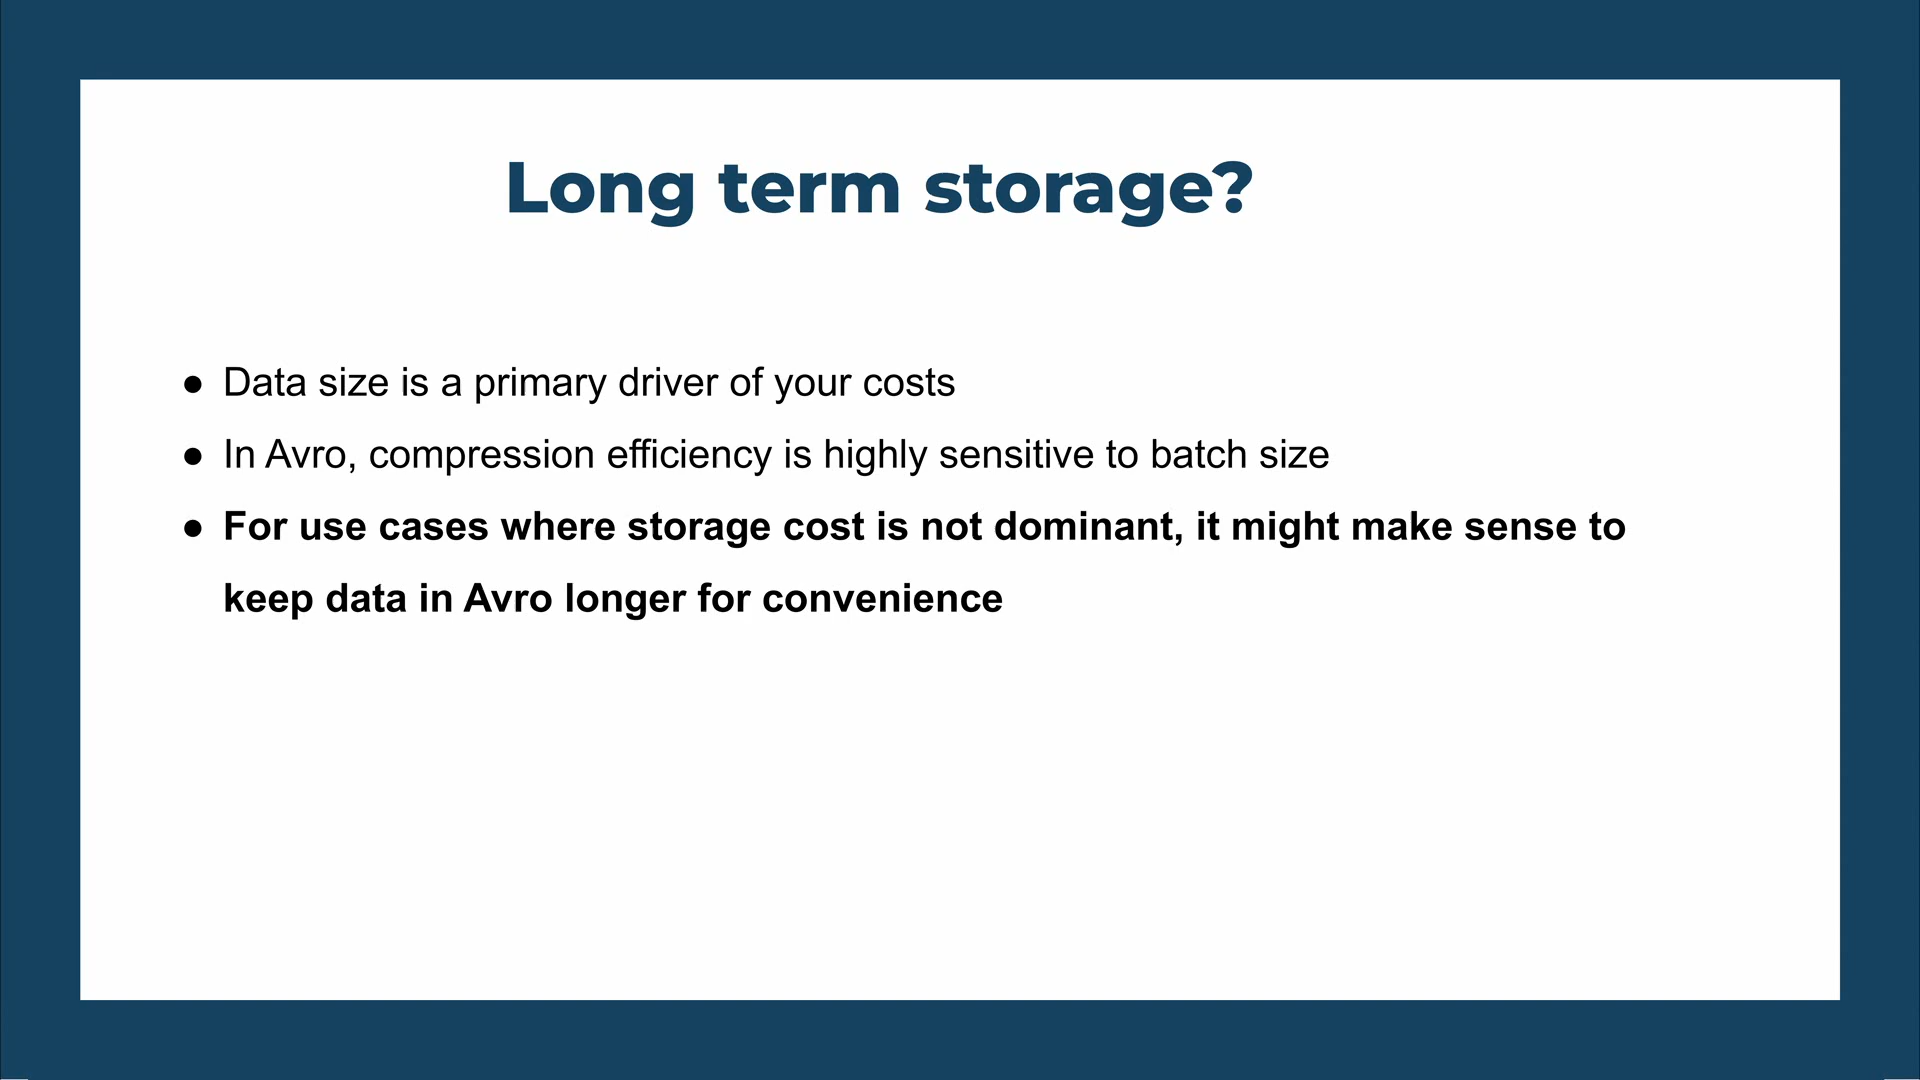 Long term storage?
● Data size is a primary driver of your costs
● In Avro, compression efficiency is highly sensitive to batch size
● For use cases where storage cost is not dominant, it might make sense to
keep data in Avro longer for convenience